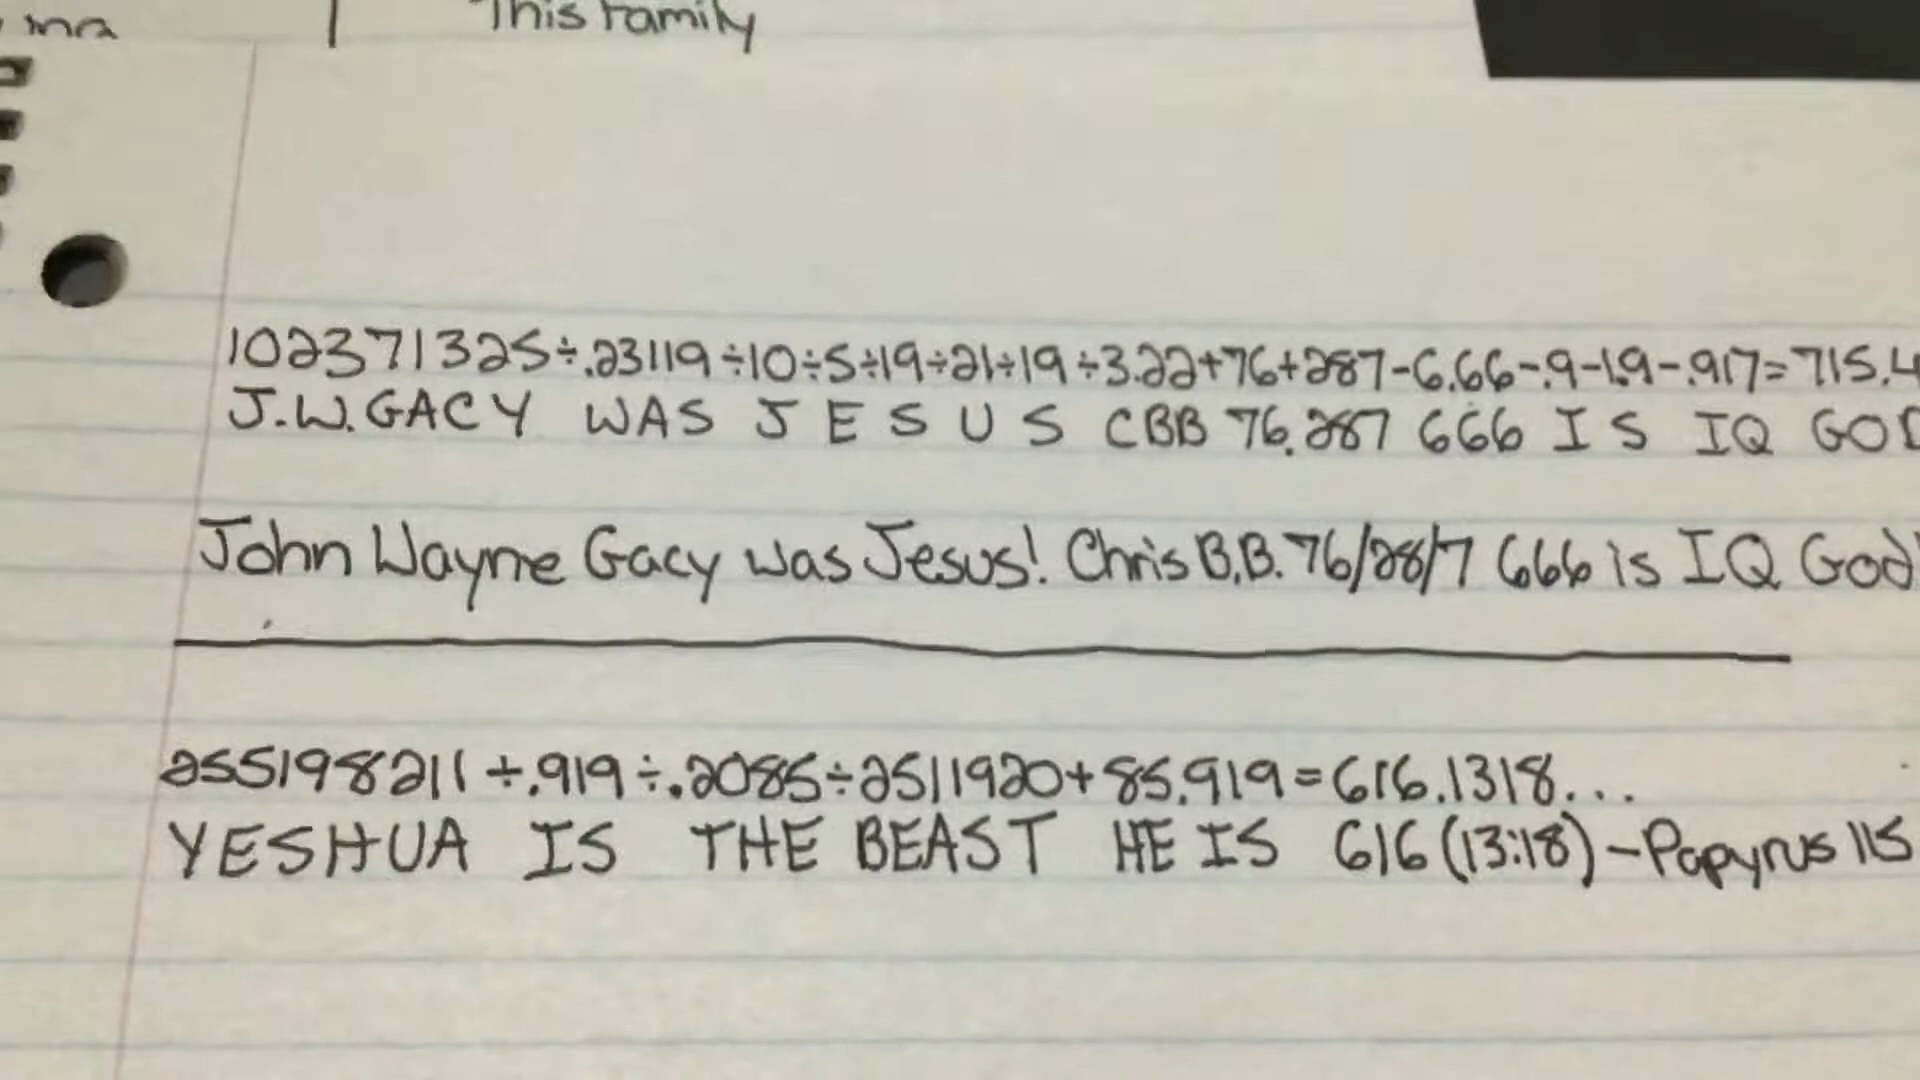 This family
102371325÷.23119÷10÷5÷19÷21÷19÷3.22+76+287-6.66-.9-1.9-.917=715.4
J.W.GACY WAS J E S U S CBB 76.287 666 I S IQ GOD
John Wayne Gacy was Jesus! Chris B.B. 76/28/7 666 is IQ God!
255198211÷.919÷.2085÷2511920+85.919=616.1318...
YESHUA IS THE BEAST HE IS 616 (13:18)-Papyrus 115